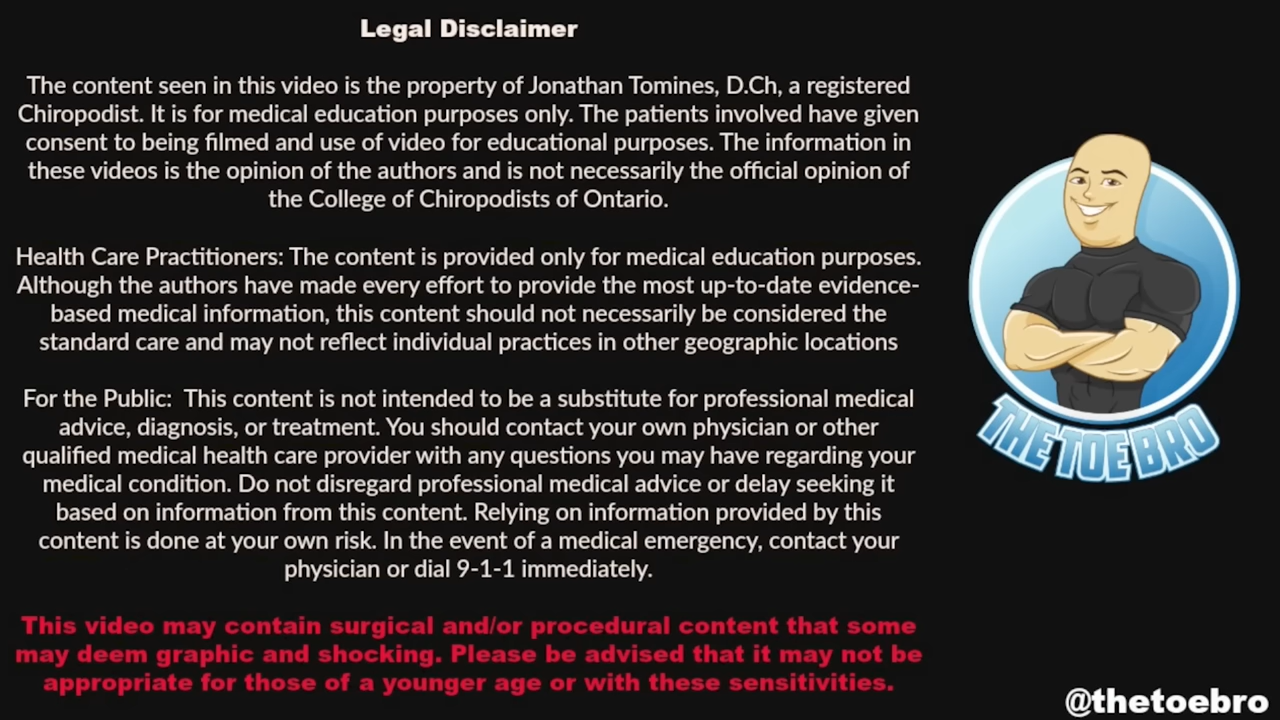 Legal Disclaimer
The content seen in this video is the property of Jonathan Tomines, D.Ch, a registered
Chiropodist. It is for medical education purposes only. The patients involved have given
consent to being filmed and use of video for educational purposes. The information in
these videos is the opinion of the authors and is not necessarily the official opinion of
the College of Chiropodists of Ontario.
Health Care Practitioners: The content is provided only for medical education purposes.
Although the authors have made every effort to provide the most up-to-date evidence-
based medical information, this content should not necessarily be considered the
standard care and may not reflect individual practices in other geographic locations
For the Public:  This content is not intended to be a substitute for professional medical
advice, diagnosis, or treatment. You should contact your own physician or other
qualified medical health care provider with any questions you may have regarding your
medical condition. Do not disregard professional medical advice or delay seeking it
based on information from this content. Relying on information provided by this
content is done at your own risk. In the event of a medical emergency, contact your
physician or dial 9-1-1 immediately.
This video may contain surgical and/or procedural content that some
may deem graphic and shocking. Please be advised that it may not be
appropriate for those of a younger age or with these sensitivities.
THE TOE BRO
@thetoebro